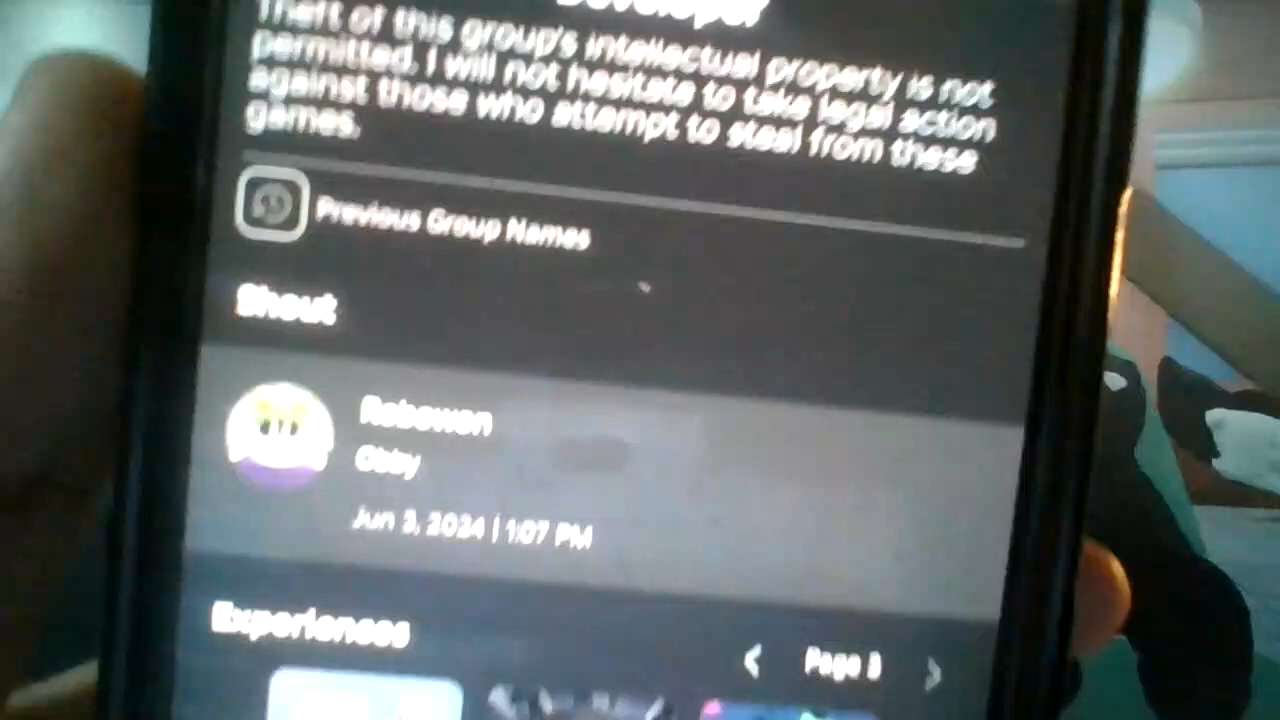 Developer
Theft of this group's intellectual property is not
permitted. I will not hesitate to take legal action
against those who attempt to steal from these
games.
Previous Group Names
Shout
Robowon
Obby
Jun 3, 2024 | 1:07 PM
Experiences
Page